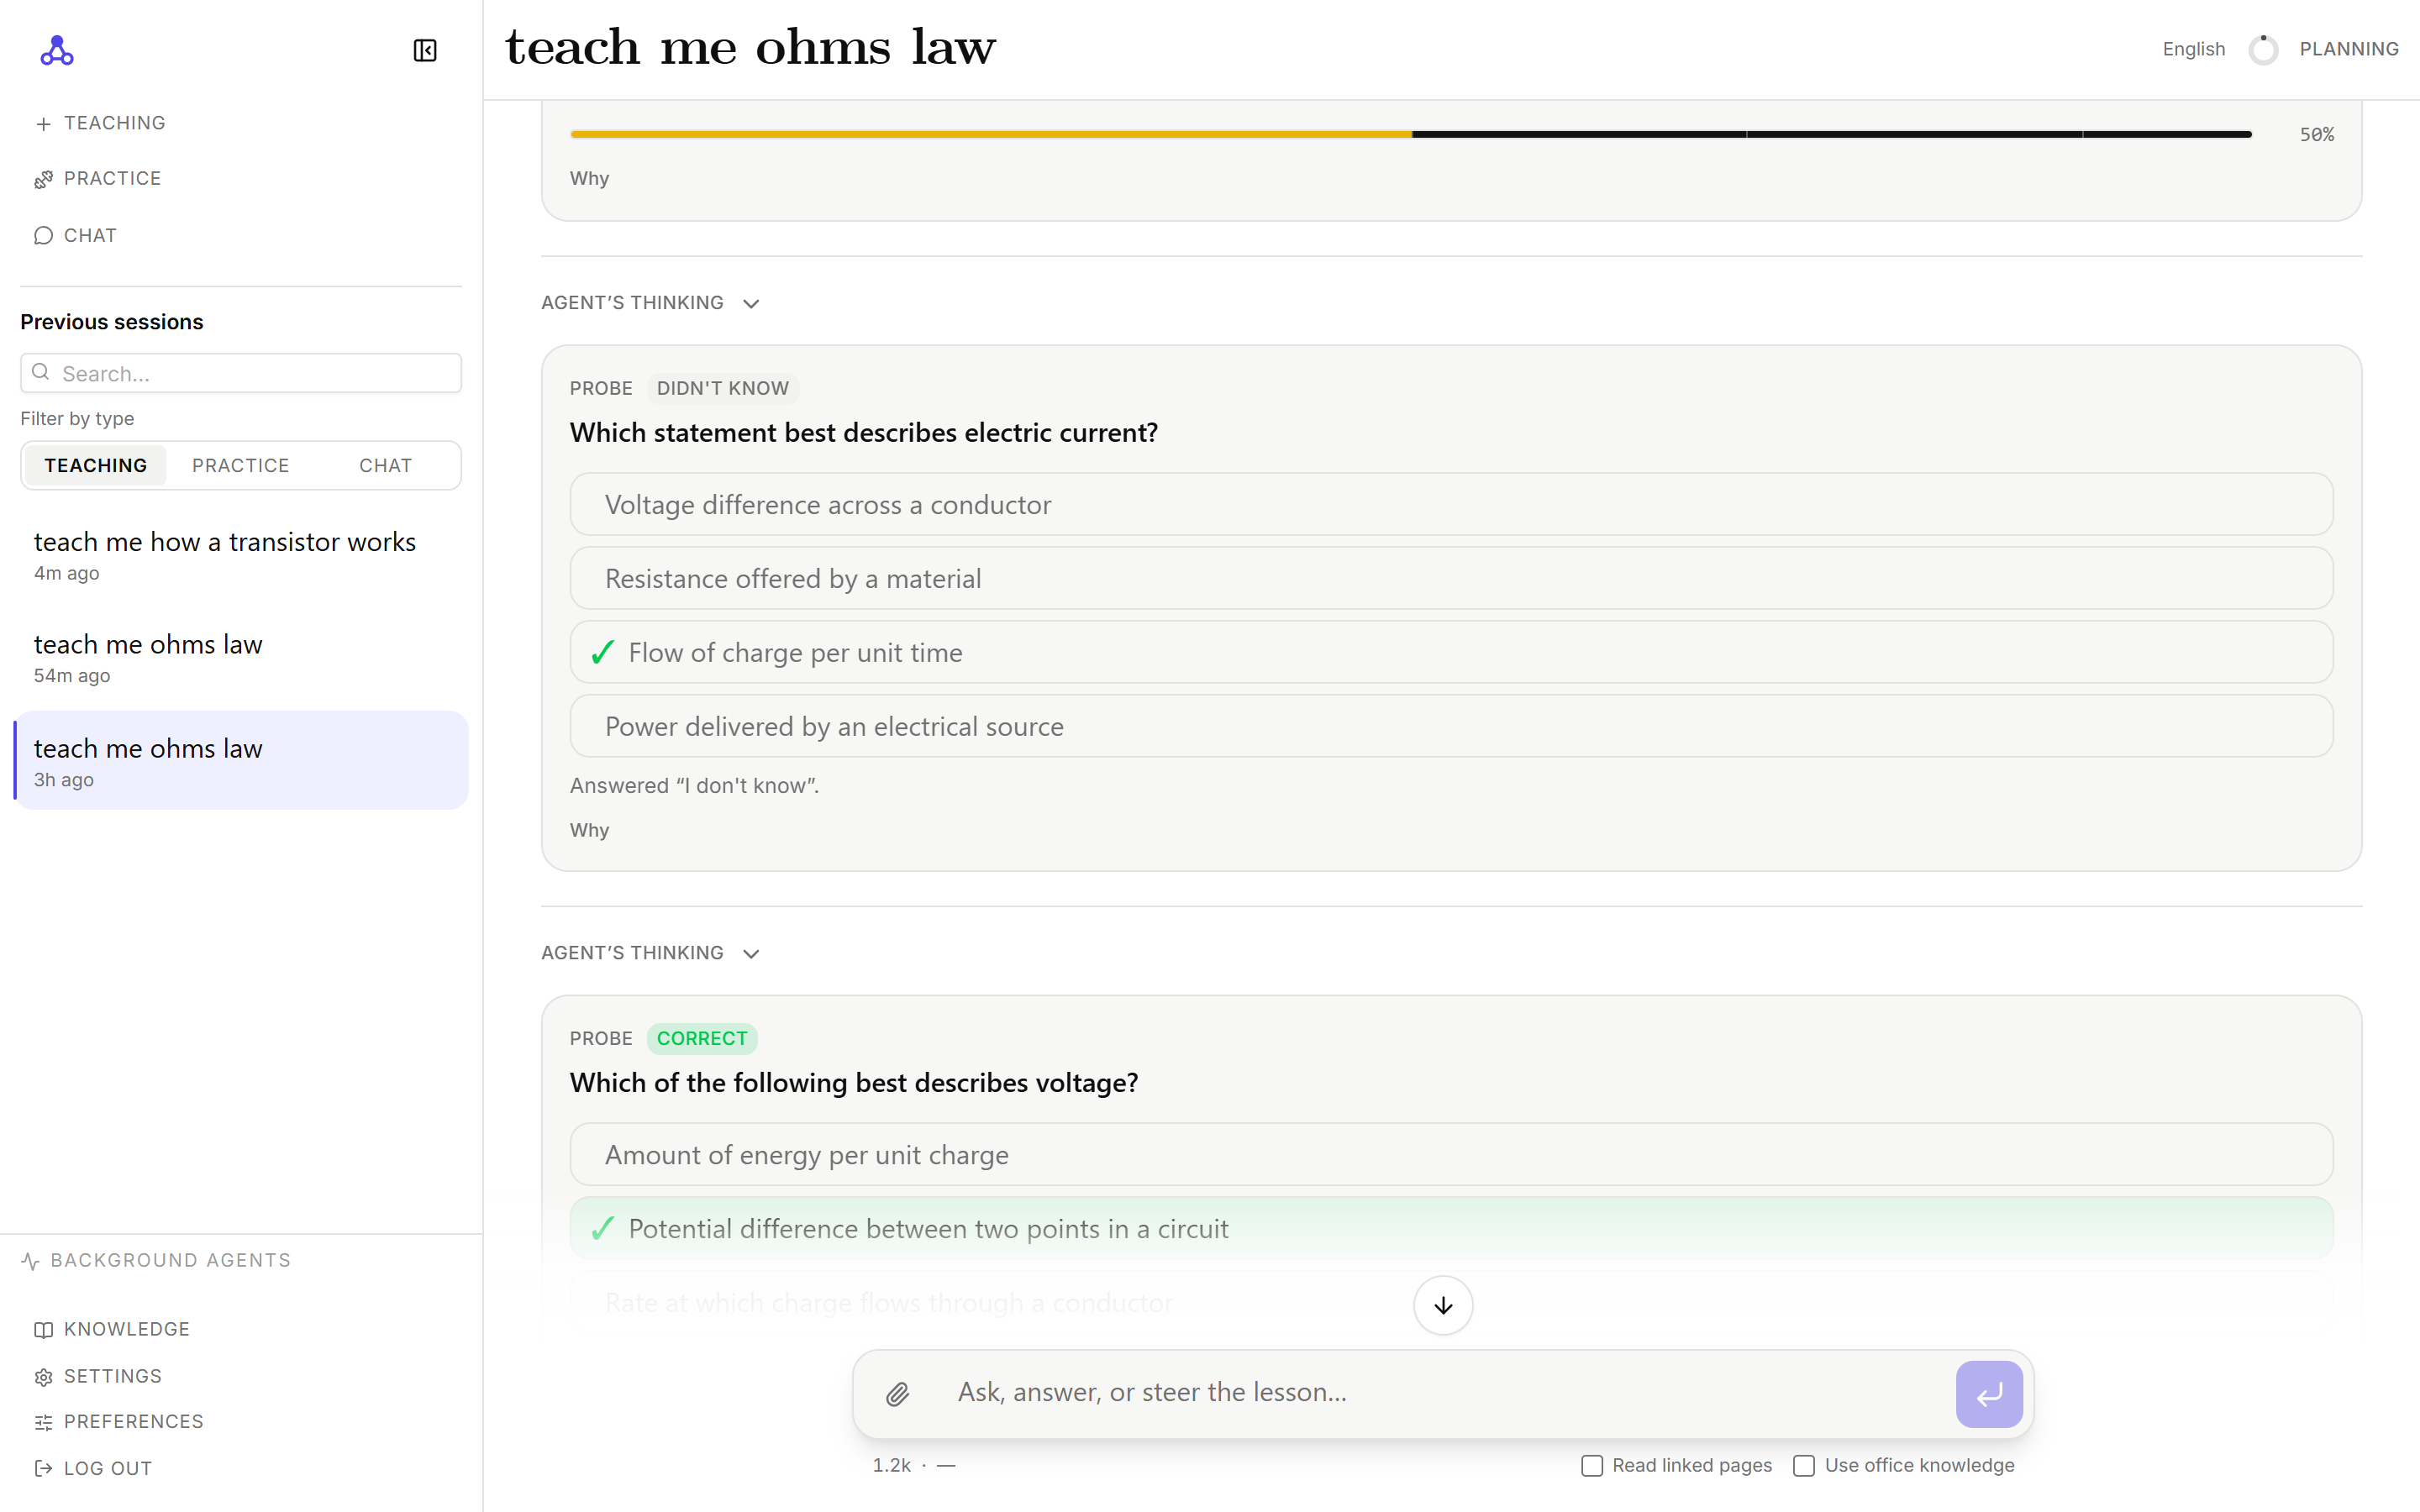 teach me ohms law
English
PLANNING
TEACHING
PRACTICE
CHAT
Previous sessions
Search...
Filter by type
TEACHING PRACTICE CHAT
teach me how a transistor works
4m ago
teach me ohms law
54m ago
teach me ohms law
3h ago
BACKGROUND AGENTS
KNOWLEDGE
SETTINGS
PREFERENCES
LOG OUT
50%
Why
AGENT’S THINKING
PROBE DIDN'T KNOW
Which statement best describes electric current?
Voltage difference across a conductor
Resistance offered by a material
✓ Flow of charge per unit time
Power delivered by an electrical source
Answered “I don't know”.
Why
AGENT’S THINKING
PROBE CORRECT
Which of the following best describes voltage?
Amount of energy per unit charge
✓ Potential difference between two points in a circuit
Rate at which charge flows through a conductor
Ask, answer, or steer the lesson...
1.2k · —
Read linked pages
Use office knowledge